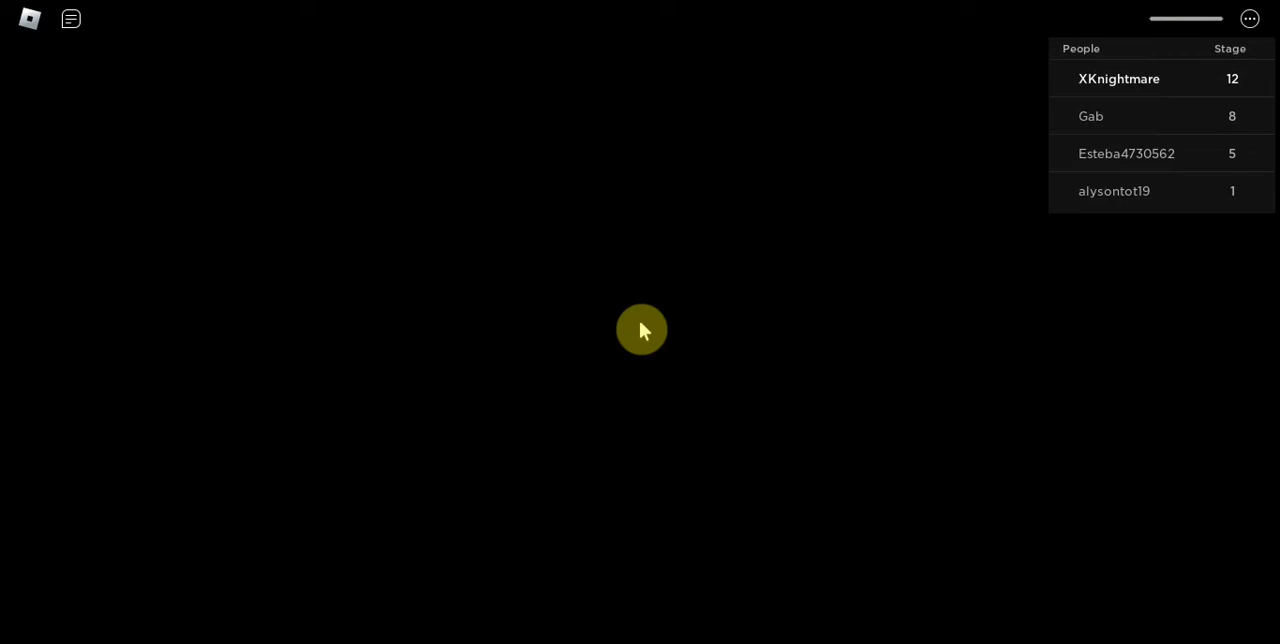 People Stage
XKnightmare 12
Gab 8
Esteba4730562 5
alysontot19 1